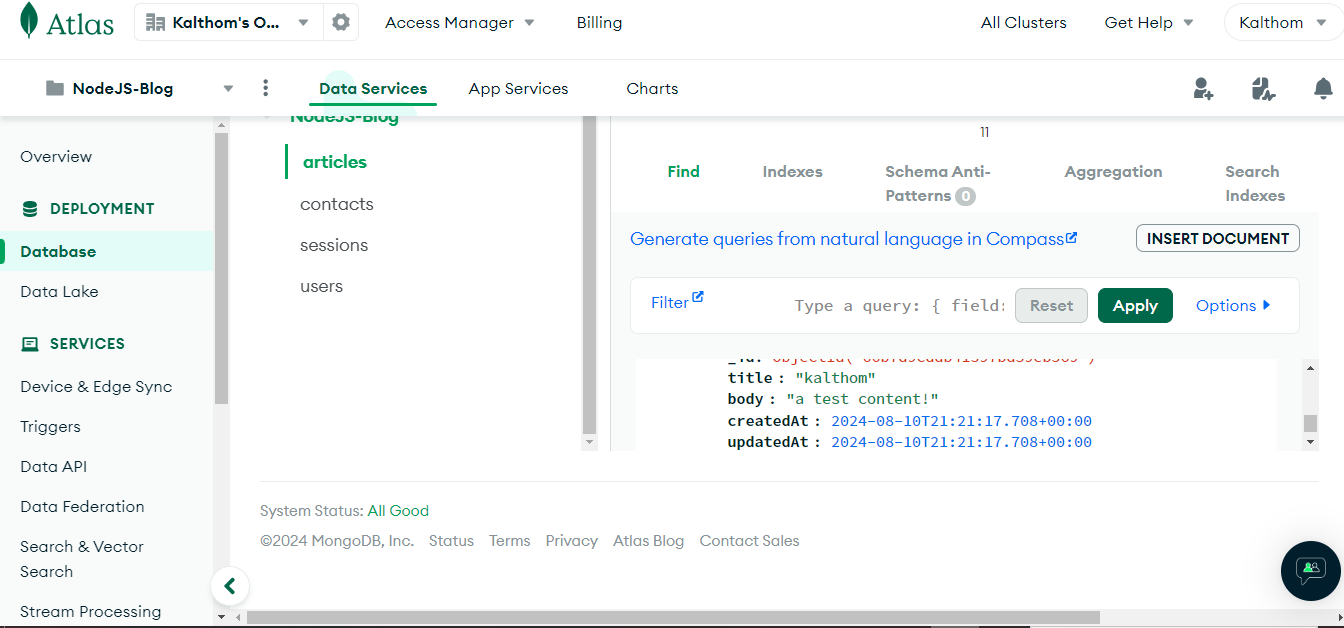 Atlas
Kalthom's O...
Access Manager
Billing
All Clusters
Get Help
Kalthom
NodeJS-Blog
Data Services
App Services
Charts
Overview
DEPLOYMENT
Database
Data Lake
SERVICES
Device & Edge Sync
Triggers
Data API
Data Federation
Search & Vector
Search
Stream Processing
NodeJS-Blog
articles
contacts
sessions
users
11
Find
Indexes
Schema Anti-
Patterns 0
Aggregation
Search
Indexes
Generate queries from natural language in Compass
INSERT DOCUMENT
Filter
Type a query: { field:
Reset
Apply
Options
title : "kalthom"
body : "a test content!"
createdAt : 2024-08-10T21:21:17.708+00:00
updatedAt : 2024-08-10T21:21:17.708+00:00
System Status: All Good
©2024 MongoDB, Inc. Status Terms Privacy Atlas Blog Contact Sales